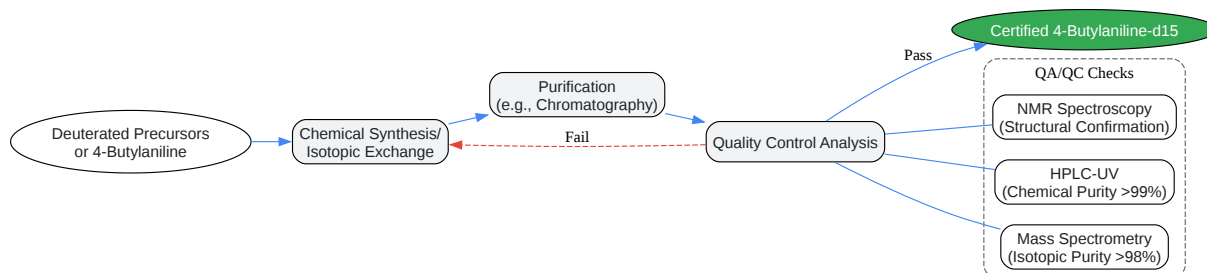 Deuterated Precursors
or 4-Butylaniline
Chemical Synthesis/
Isotopic Exchange
Purification
(e.g., Chromatography)
Fail
Quality Control Analysis
Pass
Certified 4-Butylaniline-d15
QA/QC Checks
NMR Spectroscopy
(Structural Confirmation)
HPLC-UV
(Chemical Purity >99%)
Mass Spectrometry
(Isotopic Purity >98%)